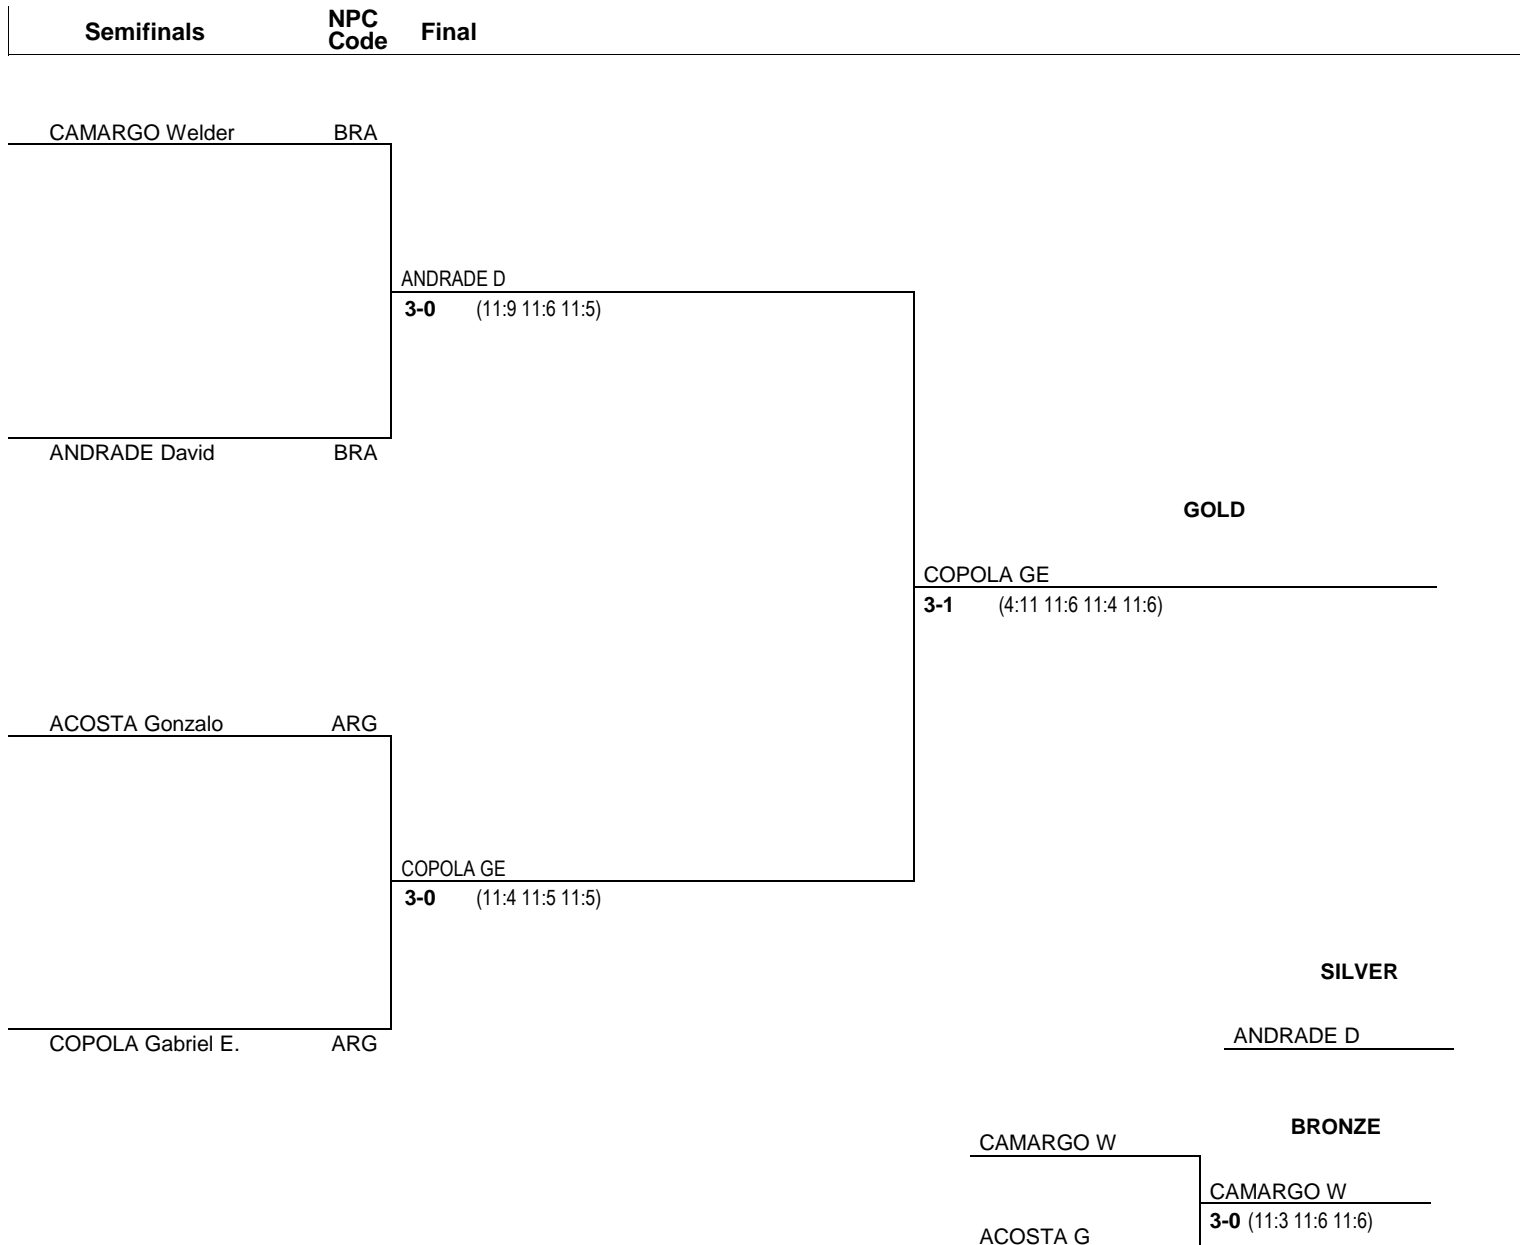 Semifinals NPC Code Final
CAMARGO Welder BRA
ANDRADE D
3-0 (11:9 11:6 11:5)
ANDRADE David BRA
GOLD
COPOLA GE
3-1 (4:11 11:6 11:4 11:6)
ACOSTA Gonzalo ARG
COPOLA GE
3-0 (11:4 11:5 11:5)
SILVER
COPOLA Gabriel E. ARG
ANDRADE D
BRONZE
CAMARGO W
CAMARGO W
3-0 (11:3 11:6 11:6)
ACOSTA G